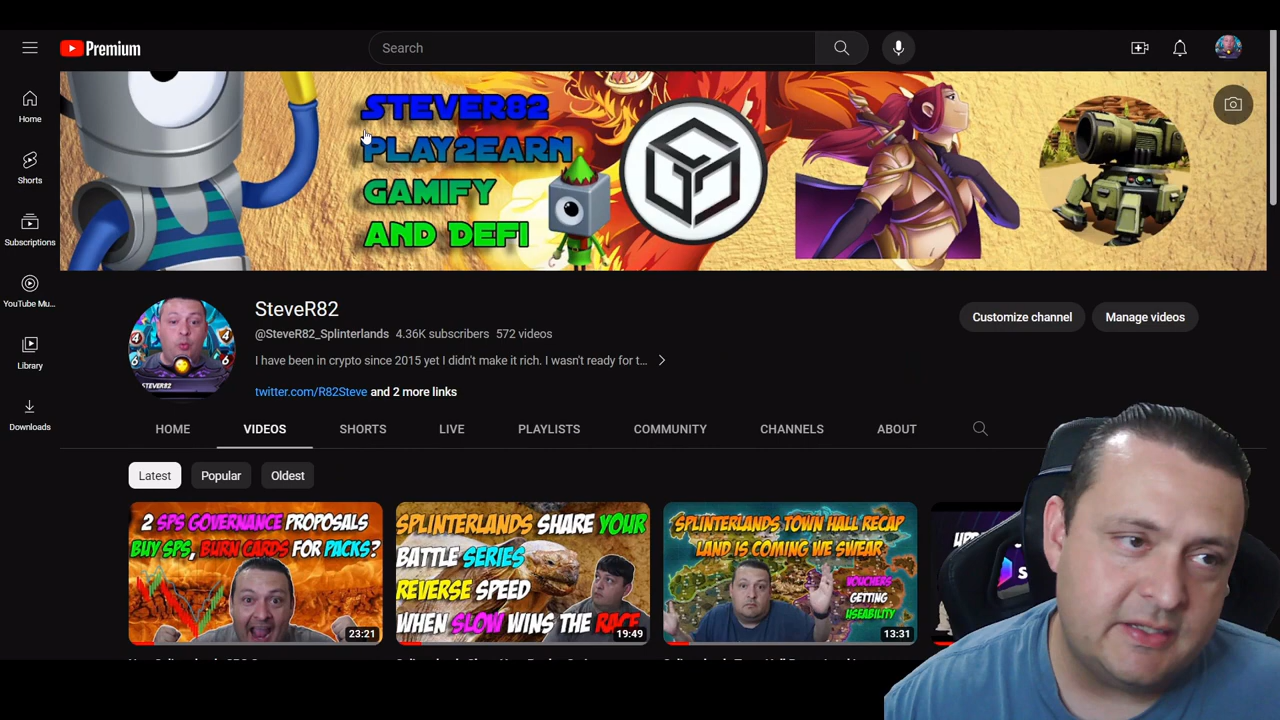 Premium
Search
Home
Shorts
Subscriptions
YouTube Mu...
Library
Downloads
STEVER82
PLAY2EARN
GAMIFY
AND DEFI
SteveR82
@SteveR82_Splinterlands 4.36K subscribers 572 videos
I have been in crypto since 2015 yet I didn't make it rich. I wasn't ready for t...
twitter.com/R82Steve and 2 more links
Customize channel
Manage videos
HOME VIDEOS SHORTS LIVE PLAYLISTS COMMUNITY CHANNELS ABOUT
Latest Popular Oldest
2 SPS GOVERNANCE PROPOSALS
BUY SPS, BURN CARDS FOR PACKS?
23:21
SPLINTERLANDS SHARE YOUR
BATTLE SERIES
REVERSE SPEED
WHEN SLOW WINS THE RACE
19:49
SPLINTERLANDS TOWN HALL RECAP
LAND IS COMING WE SWEAR
VOUCHERS
GETTING
USEABILITY
13:31